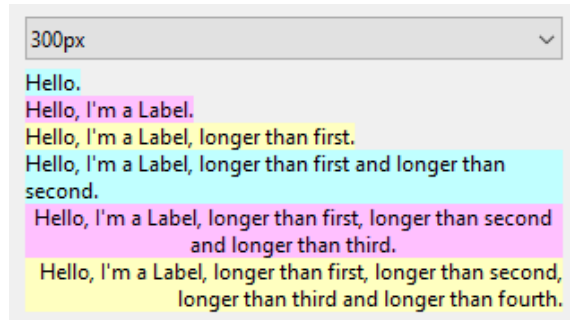 300px
Hello.
Hello, I'm a Label.
Hello, I'm a Label, longer than first.
Hello, I'm a Label, longer than first and longer than
second.
Hello, I'm a Label, longer than first, longer than second
and longer than third.
Hello, I'm a Label, longer than first, longer than second,
longer than third and longer than fourth.